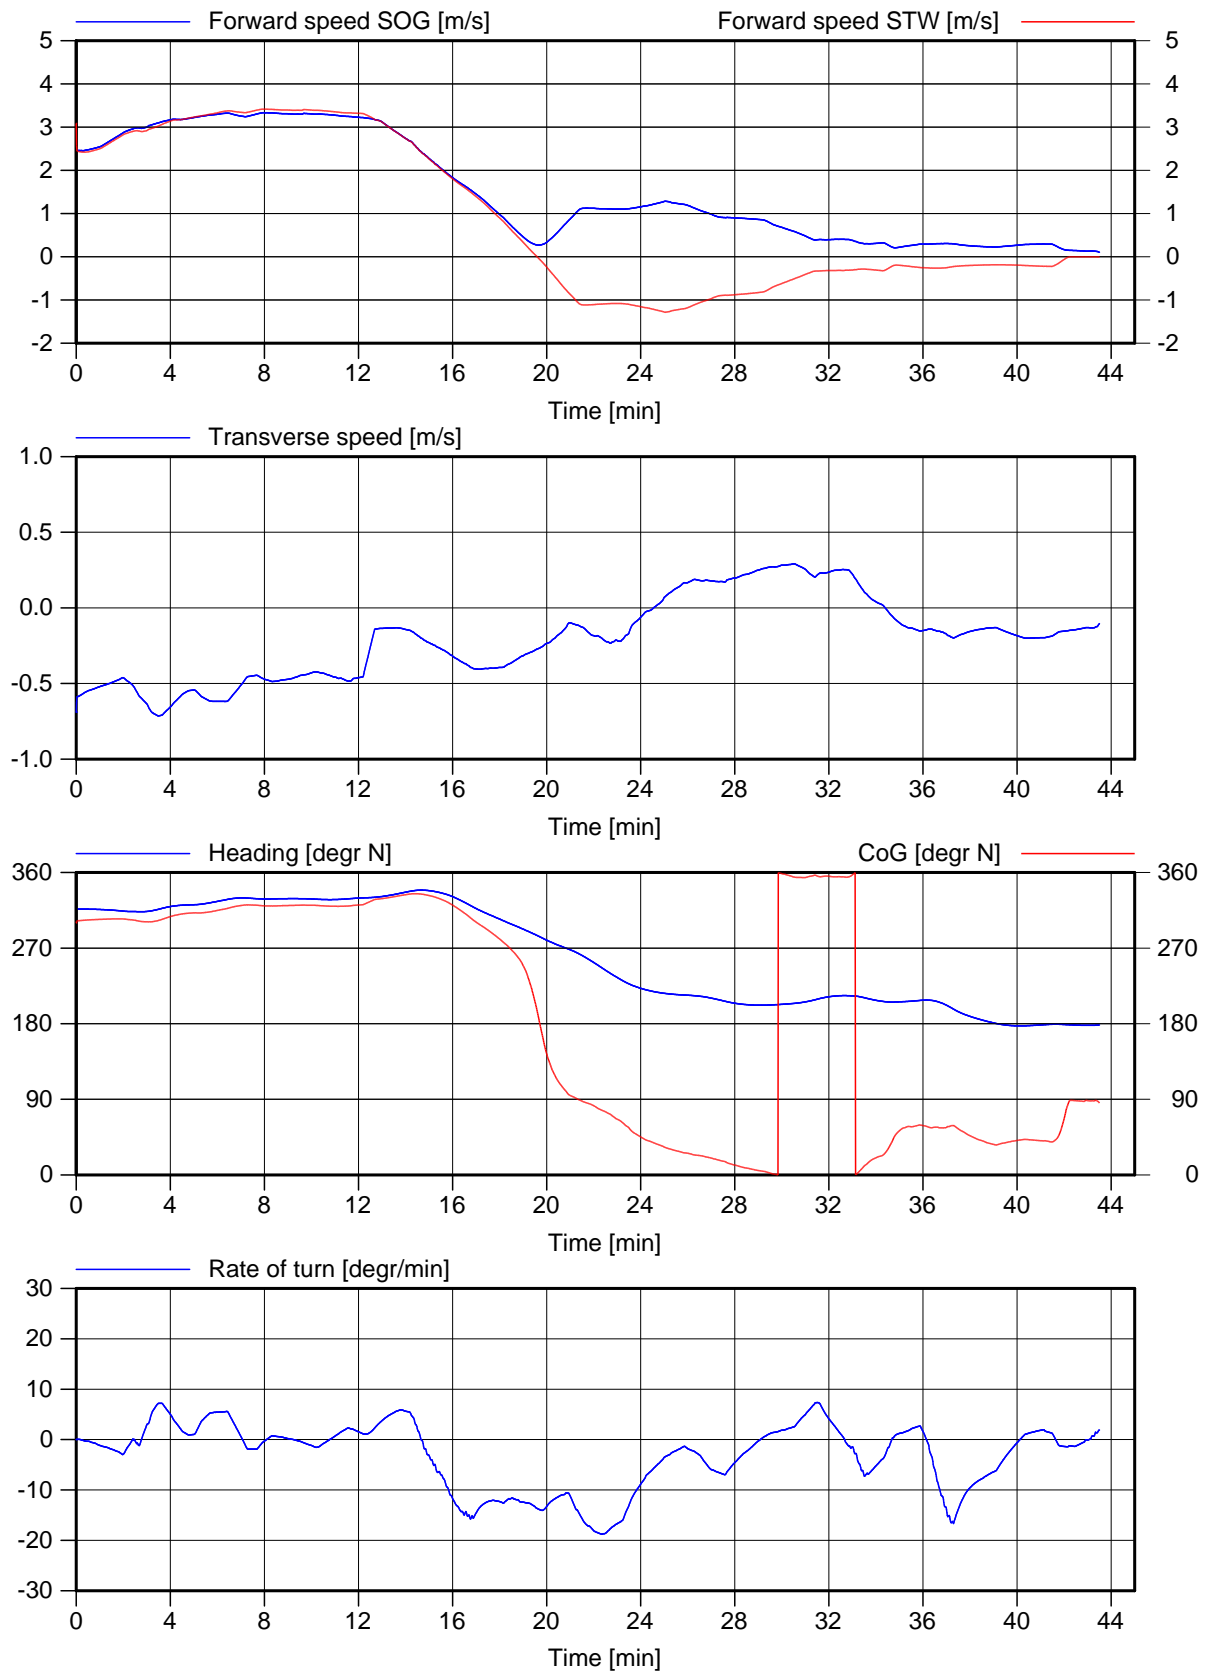 Forward speed SOG [m/s] Forward speed STW [m/s]
5 5
4 4
3 3
2 2
1 1
0 0
-1 -1
-2 -2
0 4 8 12 16 20 24 28 32 36 40 44
Time [min]
Transverse speed [m/s]
1.0
0.5
0.0
-0.5
-1.0
0 4 8 12 16 20 24 28 32 36 40 44
Time [min]
Heading [degr N] CoG [degr N]
360 360
270 270
180 180
90 90
0 0
0 4 8 12 16 20 24 28 32 36 40 44
Time [min]
Rate of turn [degr/min]
30
20
10
0
-10
-20
-30
0 4 8 12 16 20 24 28 32 36 40 44
Time [min]